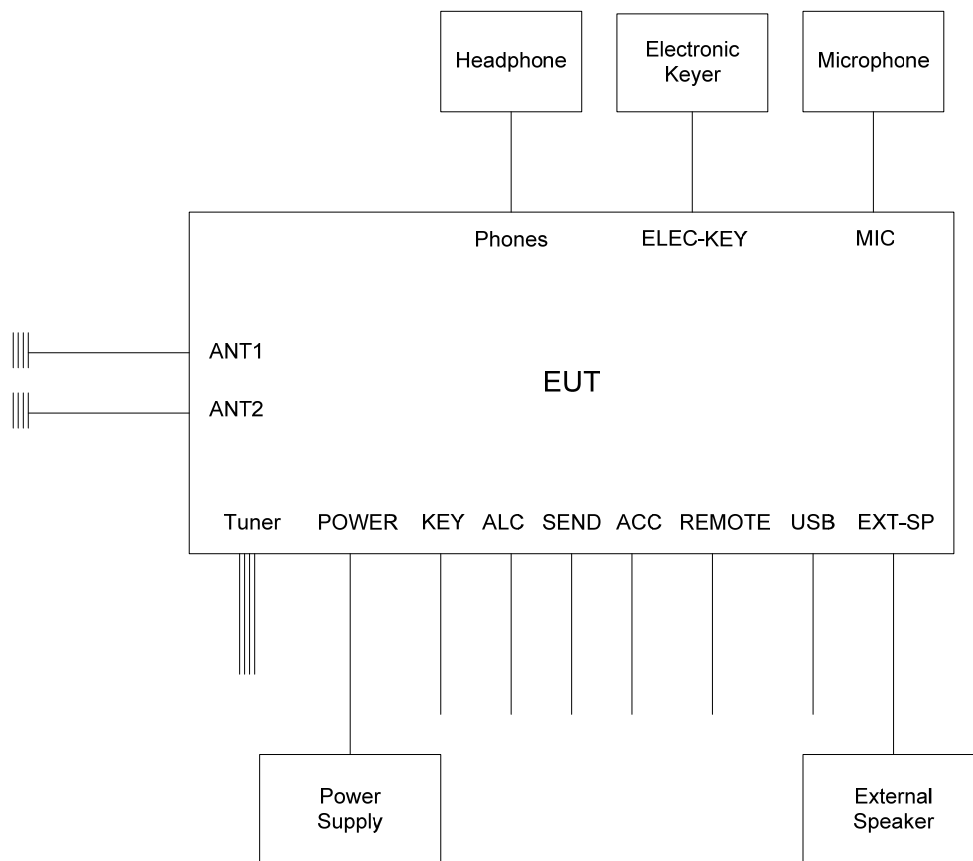 Headphone
Electronic
Keyer
Microphone
Phones
ELEC-KEY
MIC
ANT1
EUT
ANT2
Tuner
POWER
KEY
ALC
SEND
ACC
REMOTE
USB
EXT-SP
Power
Supply
External
Speaker